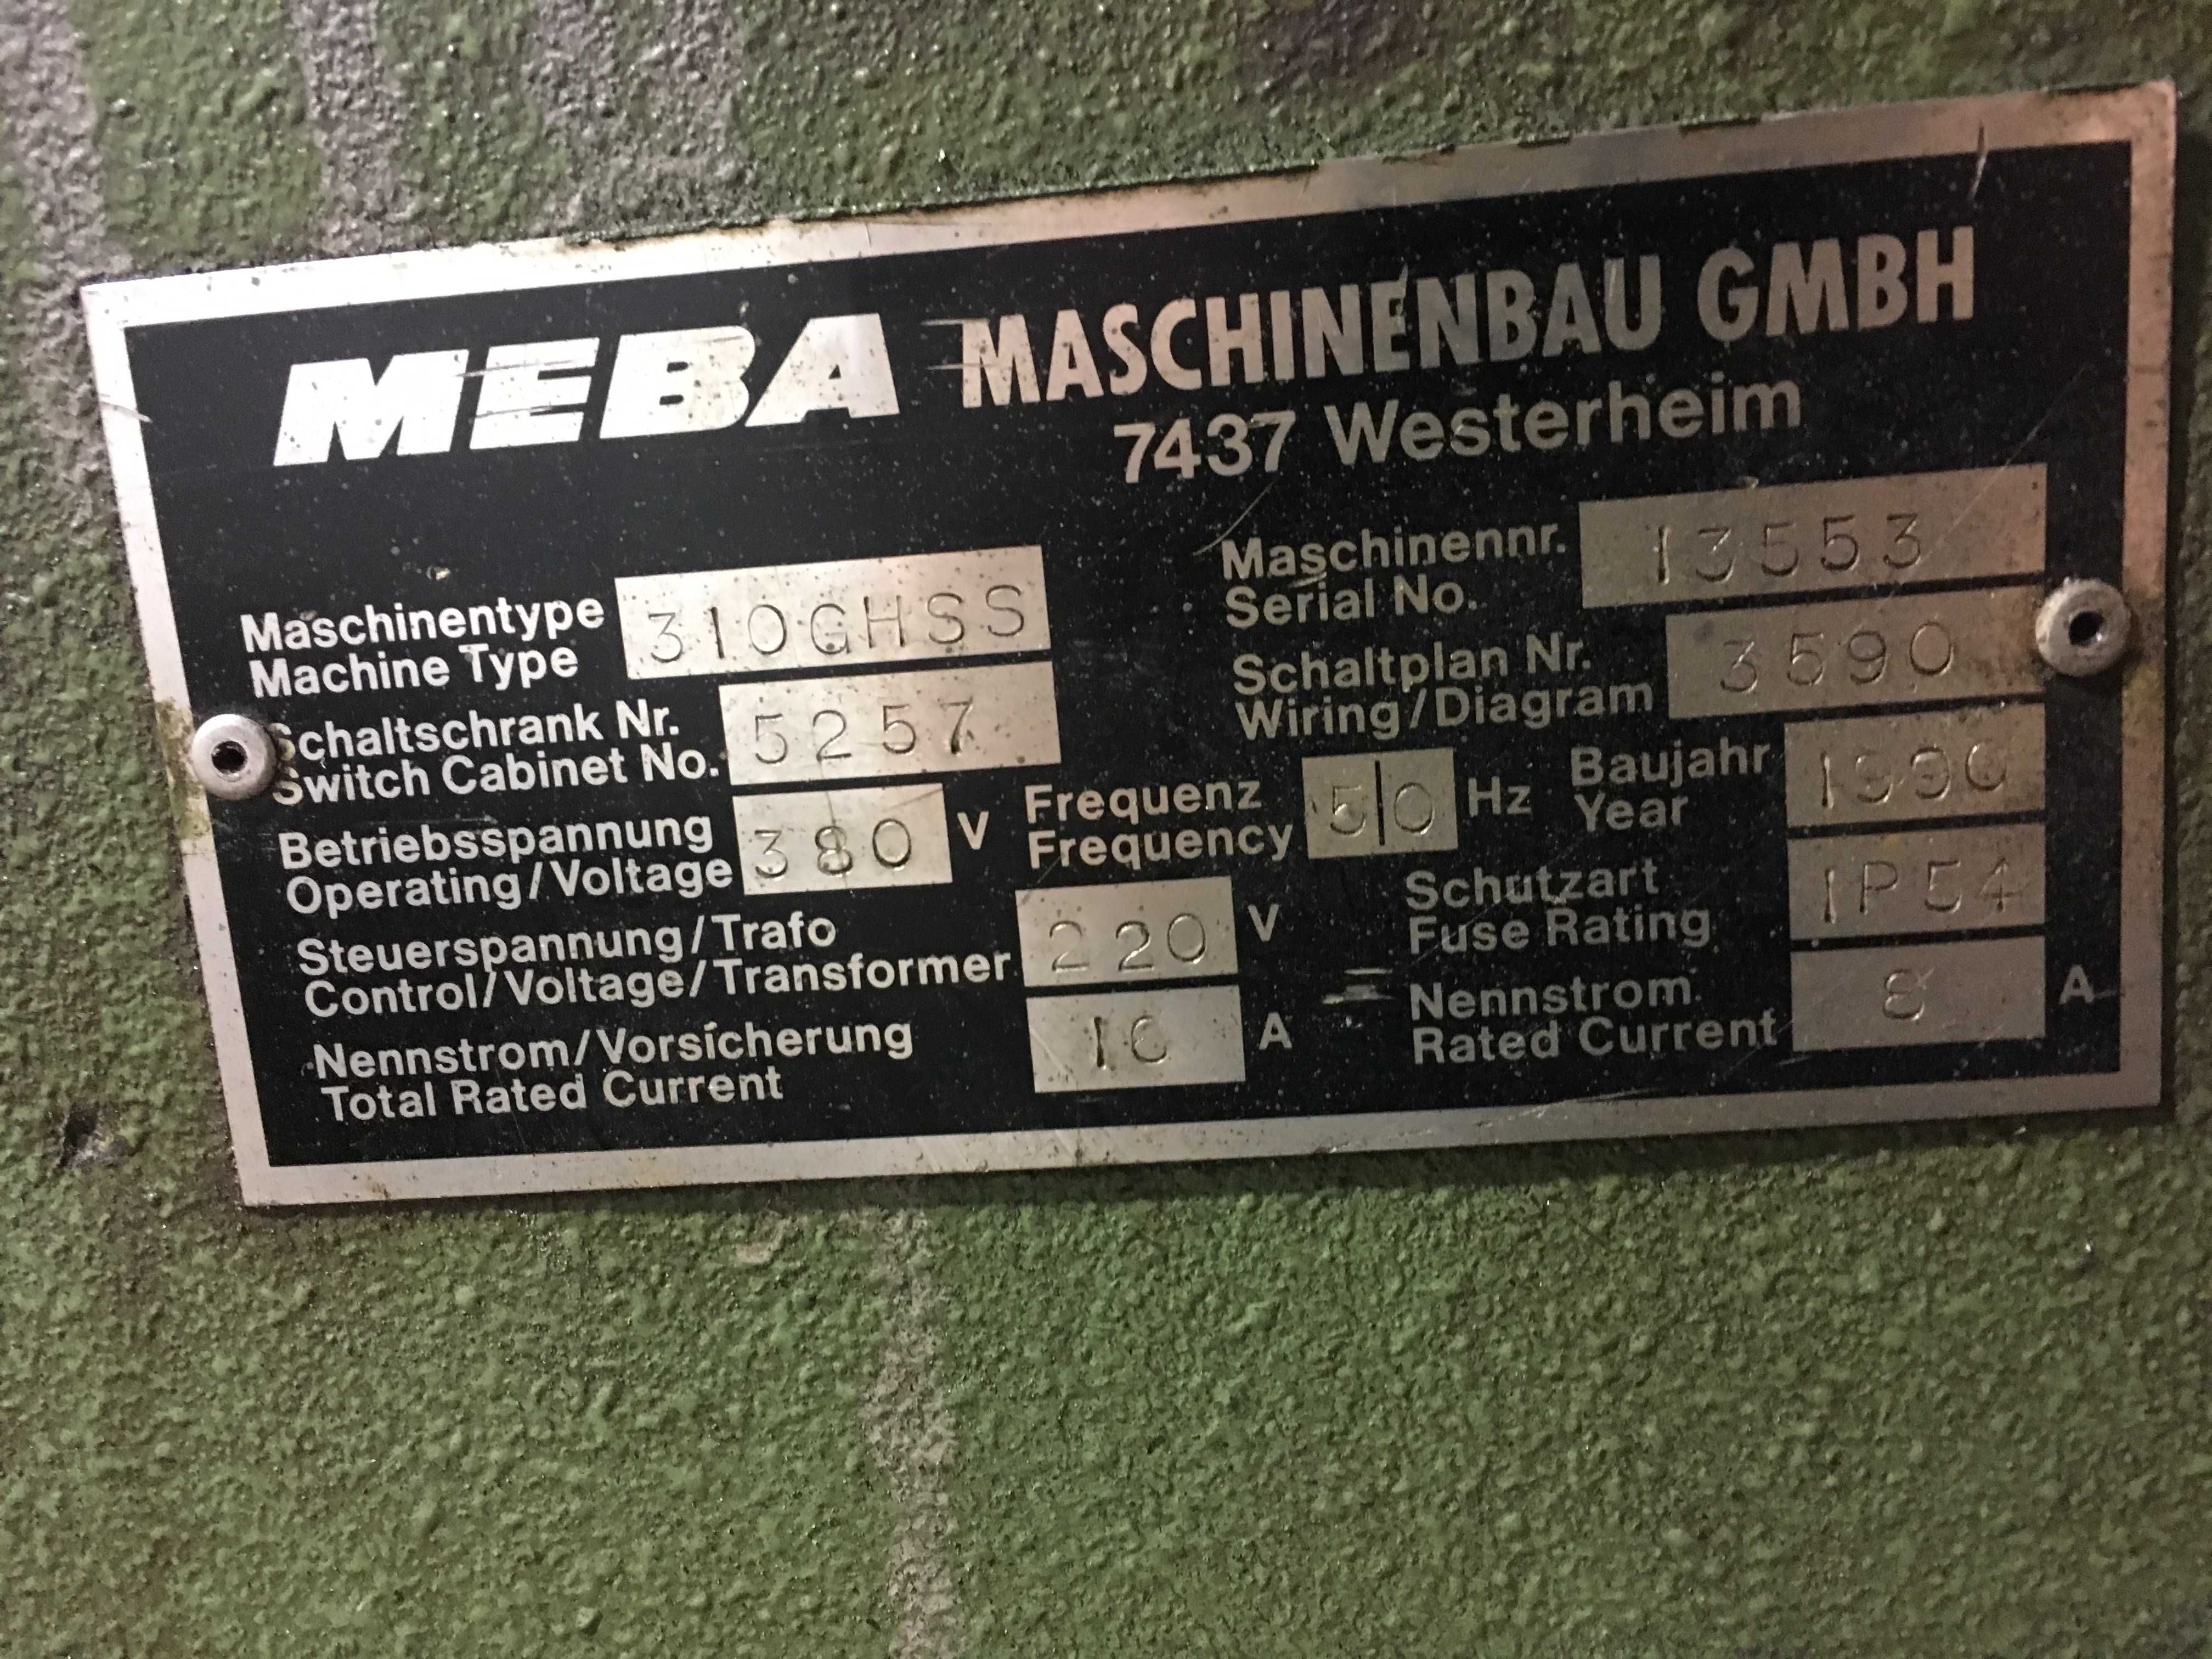 MEBA MASCHINENBAU GMBH
7437 Westerheim
Maschinentype
Machine Type
310GHSS
Maschinennr.
Serial No.
13553
Schaltschrank Nr.
Switch Cabinet No.
5257
Schaltplan Nr.
Wiring/Diagram
3590
Betriebsspannung
Operating/Voltage
380 V
Frequenz
Frequency
50 Hz
Baujahr
Year
1990
Steuerspannung/Trafo
Control/Voltage/Transformer
220 V
Schutzart
Fuse Rating
IP54
Nennstrom/Vorsicherung
Total Rated Current
A
Nennstrom
Rated Current
8 A